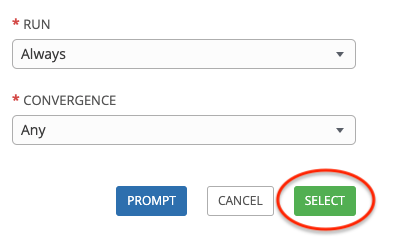 * RUN
Always
* CONVERGENCE
Any
PROMPT CANCEL SELECT